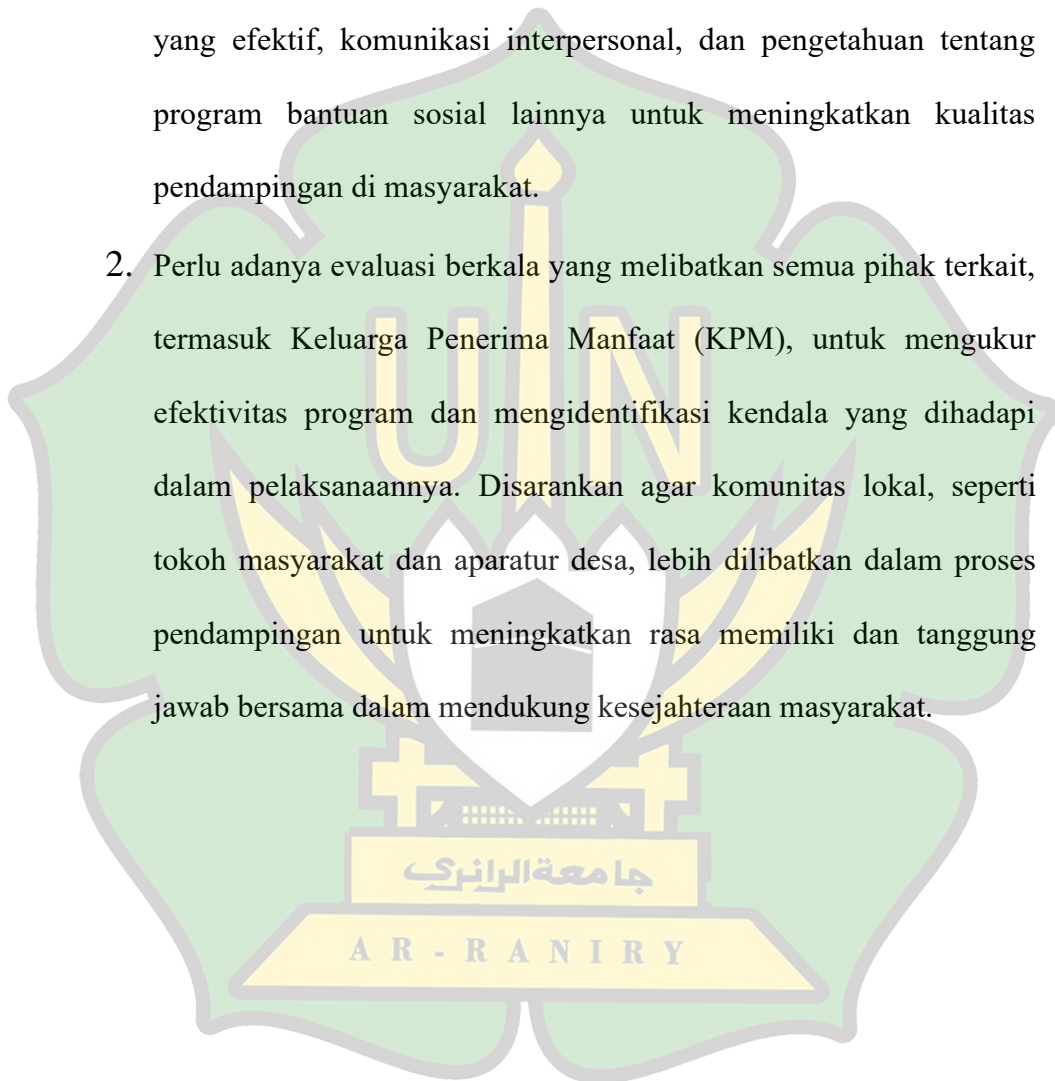 yang efektif, komunikasi interpersonal, dan pengetahuan tentang
program bantuan sosial lainnya untuk meningkatkan kualitas
pendampingan di masyarakat.
2. Perlu adanya evaluasi berkala yang melibatkan semua pihak terkait,
termasuk Keluarga Penerima Manfaat (KPM), untuk mengukur
efektivitas program dan mengidentifikasi kendala yang dihadapi
dalam pelaksanaannya. Disarankan agar komunitas lokal, seperti
tokoh masyarakat dan aparatur desa, lebih dilibatkan dalam proses
pendampingan untuk meningkatkan rasa memiliki dan tanggung
jawab bersama dalam mendukung kesejahteraan masyarakat.
UIN
جامعة الرانري
AR-RANIRY